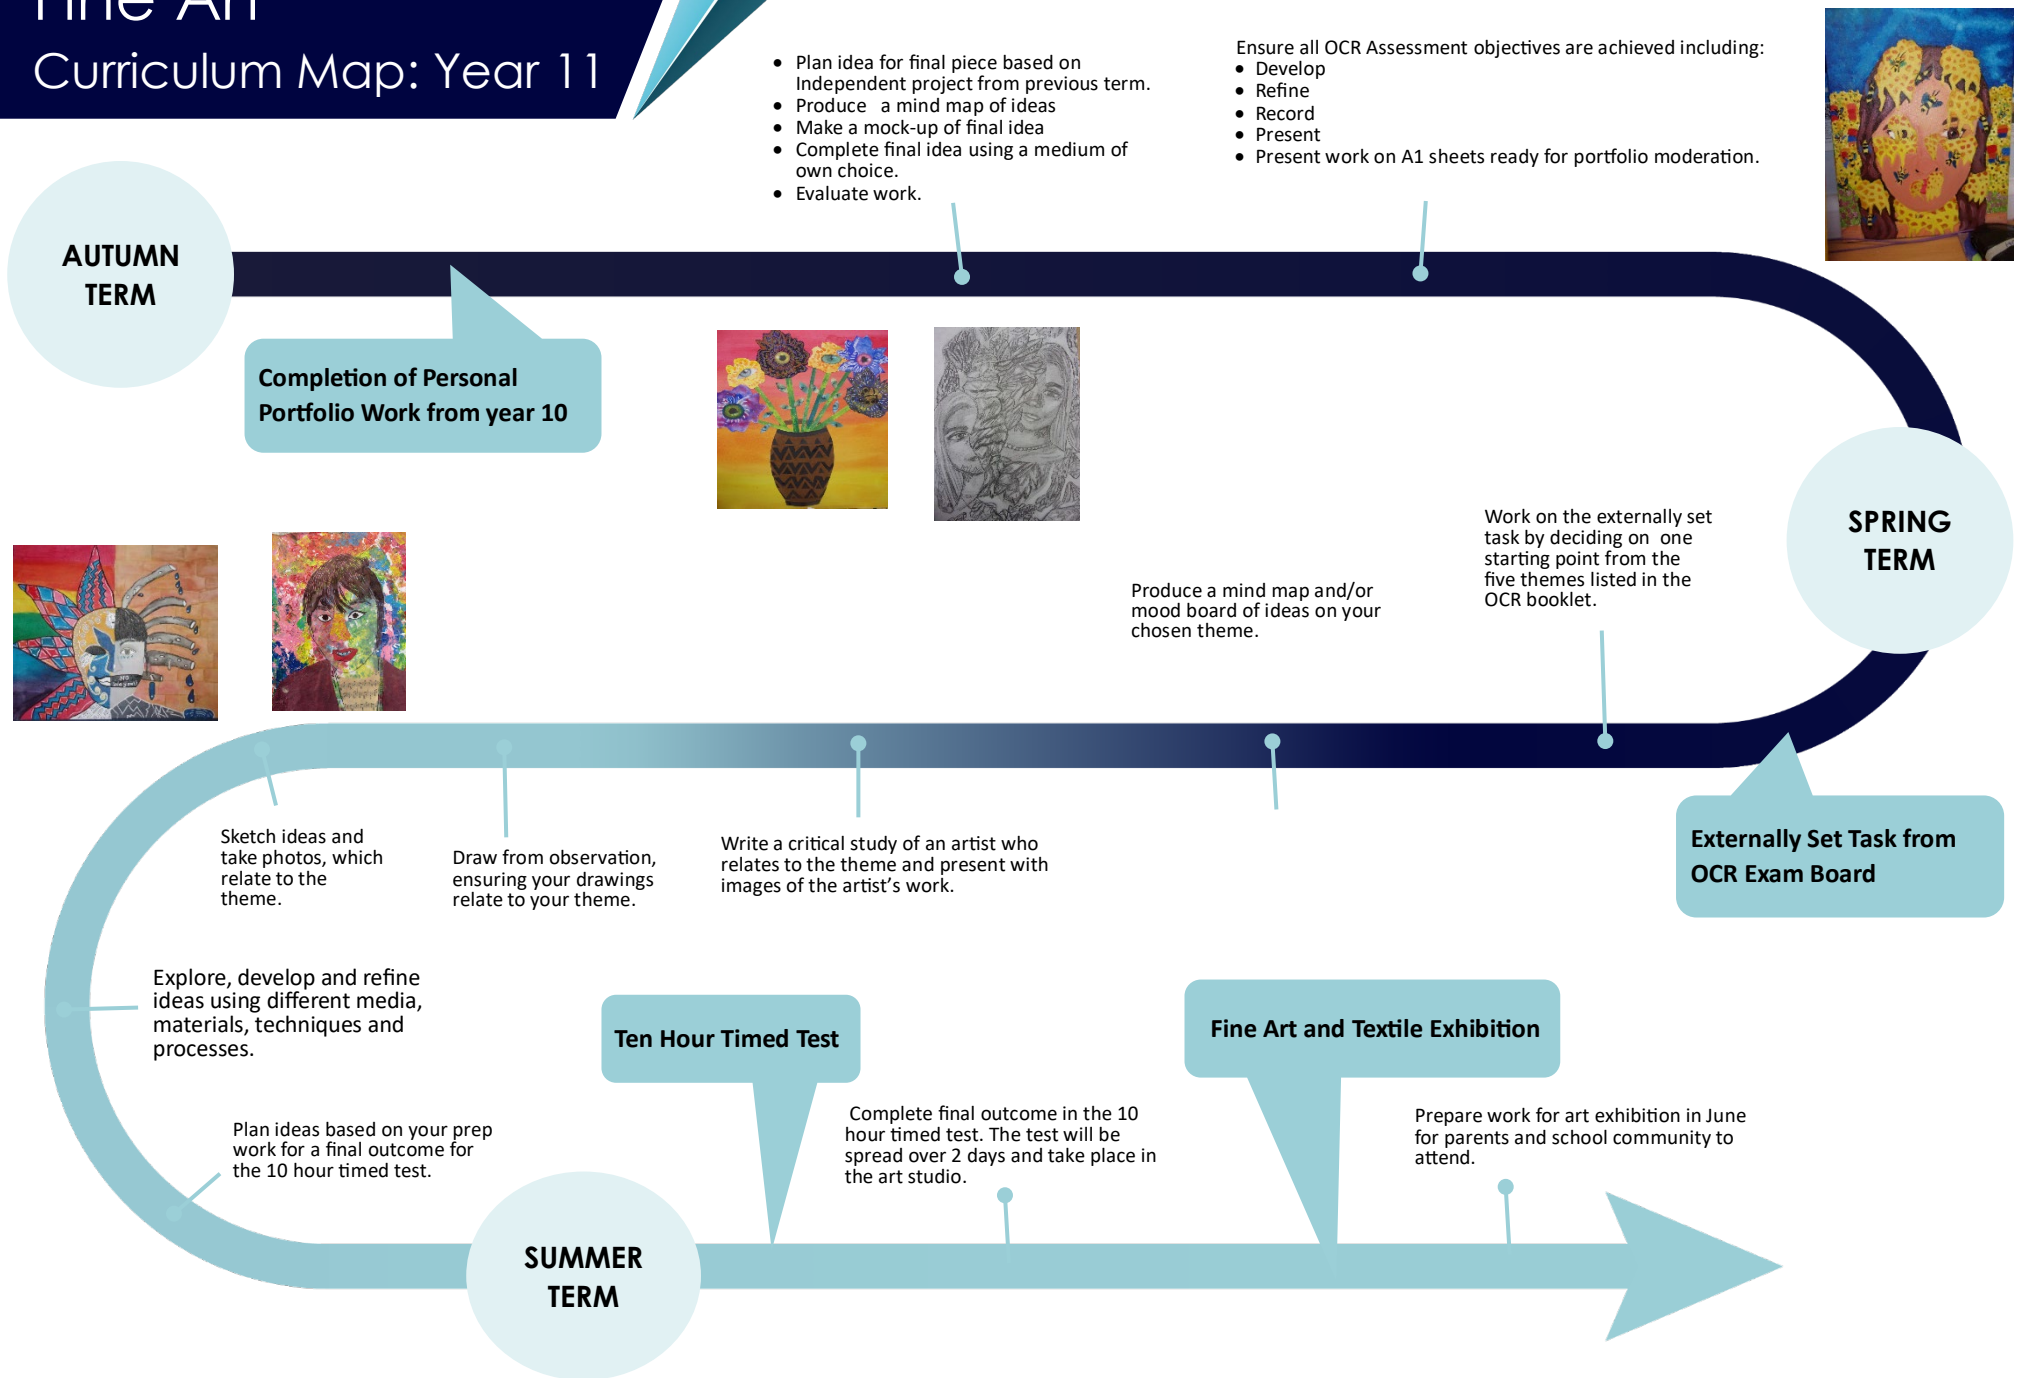 Fine Art
Curriculum Map: Year 11
Plan idea for final piece based on
Independent project from previous term.
Produce a mind map of ideas
Make a mock-up of final idea
Complete final idea using a medium of
own choice.
Evaluate work.
Ensure all OCR Assessment objectives are achieved including:
Develop
Refine
Record
Present
Present work on A1 sheets ready for portfolio moderation.
AUTUMN
TERM
Completion of Personal
Portfolio Work from year 10
SPRING
TERM
Externally Set Task from
OCR Exam Board
Work on the externally set
task by deciding on one
starting point from the
five themes listed in the
OCR booklet.
Produce a mind map and/or
mood board of ideas on your
chosen theme.
Write a critical study of an artist who
relates to the theme and present with
images of the artist's work.
Draw from observation,
ensuring your drawings
relate to your theme.
Sketch ideas and
take photos, which
relate to the
theme.
Explore, develop and refine
ideas using different media,
materials, techniques and
processes.
Plan ideas based on your prep
work for a final outcome for
the 10 hour timed test.
SUMMER
TERM
Ten Hour Timed Test
Complete final outcome in the 10
hour timed test. The test will be
spread over 2 days and take place in
the art studio.
Fine Art and Textile Exhibition
Prepare work for art exhibition in June
for parents and school community to
attend.